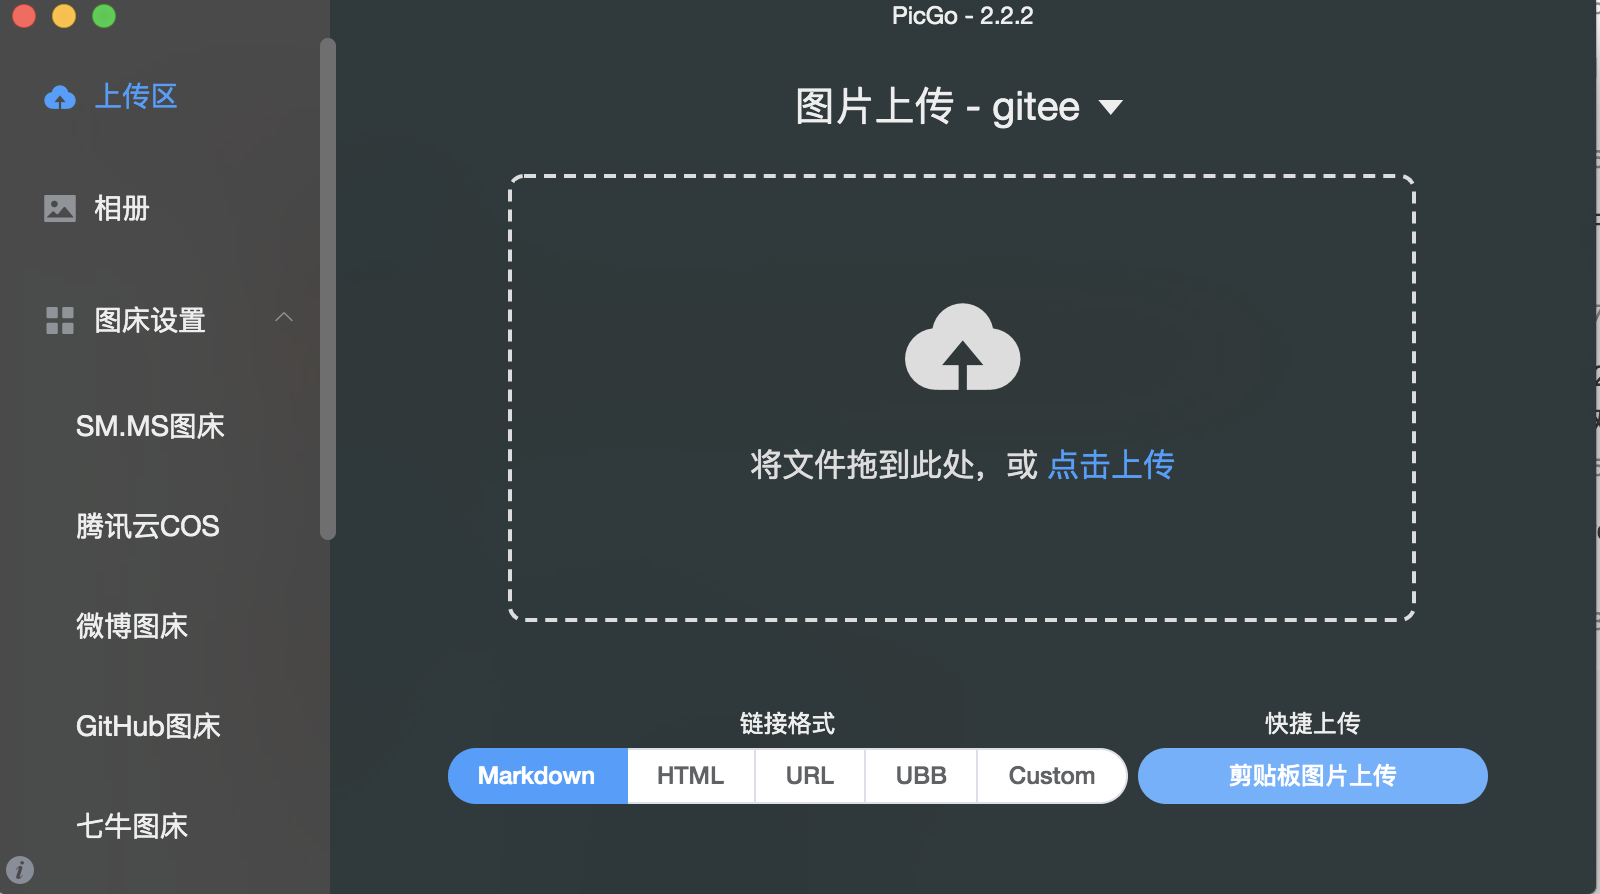 PicGo - 2.2.2
上传区
相册
图床设置
SM.MS图床
腾讯云COS
微博图床
GitHub图床
七牛图床
图片上传 - gitee
将文件拖到此处，或 点击上传
链接格式
Markdown HTML URL UBB Custom
快捷上传
剪贴板图片上传